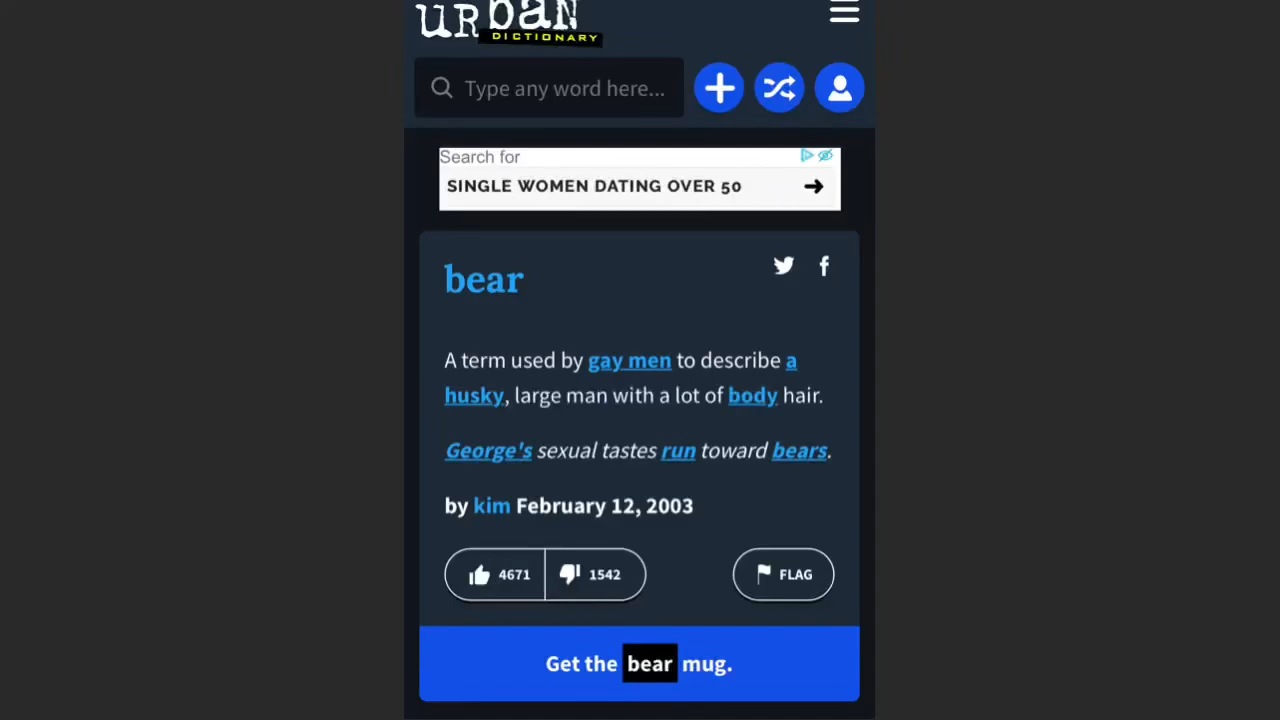 urban
DICTIONARY
Type any word here...
Search for
SINGLE WOMEN DATING OVER 50
bear
A term used by gay men to describe a
husky, large man with a lot of body hair.
George's sexual tastes run toward bears.
by kim February 12, 2003
4671 1542 FLAG
Get the bear mug.